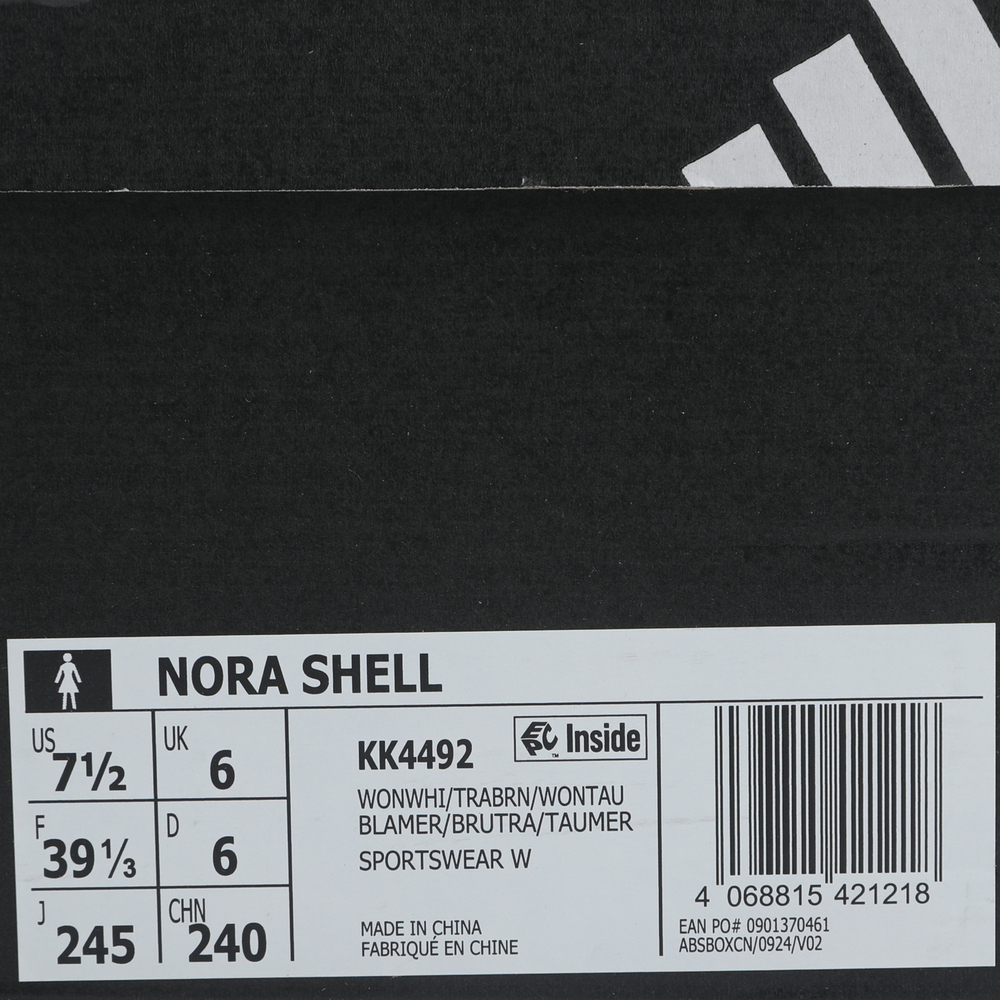 NORA SHELL
US 7½
UK 6
F 39⅓
D 6
J 245
CHN 240
KK4492
EPC Inside
WONWHI/TRABRN/WONTAU
BLAMER/BRUTRA/TAUMER
SPORTSWEAR W
MADE IN CHINA
FABRIQUÉ EN CHINE
4 068815 421218
EAN PO# 0901370461
ABSBOXCN/0924/V02